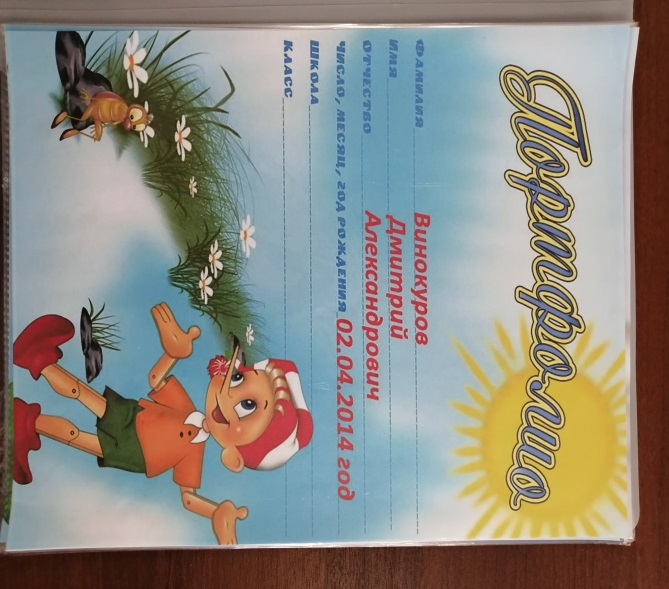 Портфолио
ФАМИЛИЯ Винокуров
ИМЯ Дмитрий
ОТЧЕСТВО Александрович
ЧИСЛО, МЕСЯЦ, ГОД РОЖДЕНИЯ 02.04.2014 год
ШКОЛА
КЛАСС